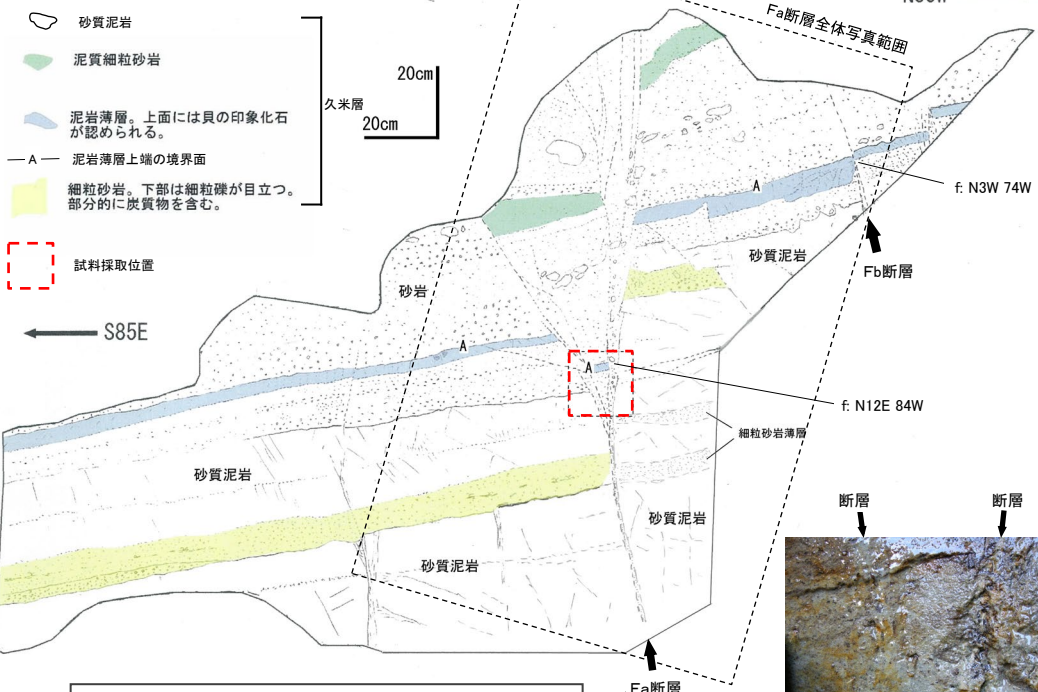 砂質泥岩
泥質細粒砂岩
泥岩薄層。上面には貝の印象化石
が認められる。
A 泥岩薄層上端の境界面
細粒砂岩。下部は細粒礫が目立つ。
部分的に炭質物を含む。
久米層
試料採取位置
20cm
20cm
S85E
Fa断層全体写真範囲
A
f: N3W 74W
Fb断層
砂質泥岩
砂岩
A
A
f: N12E 84W
細粒砂岩薄層
砂質泥岩
砂質泥岩
砂質泥岩
断層
断層
Fa断層